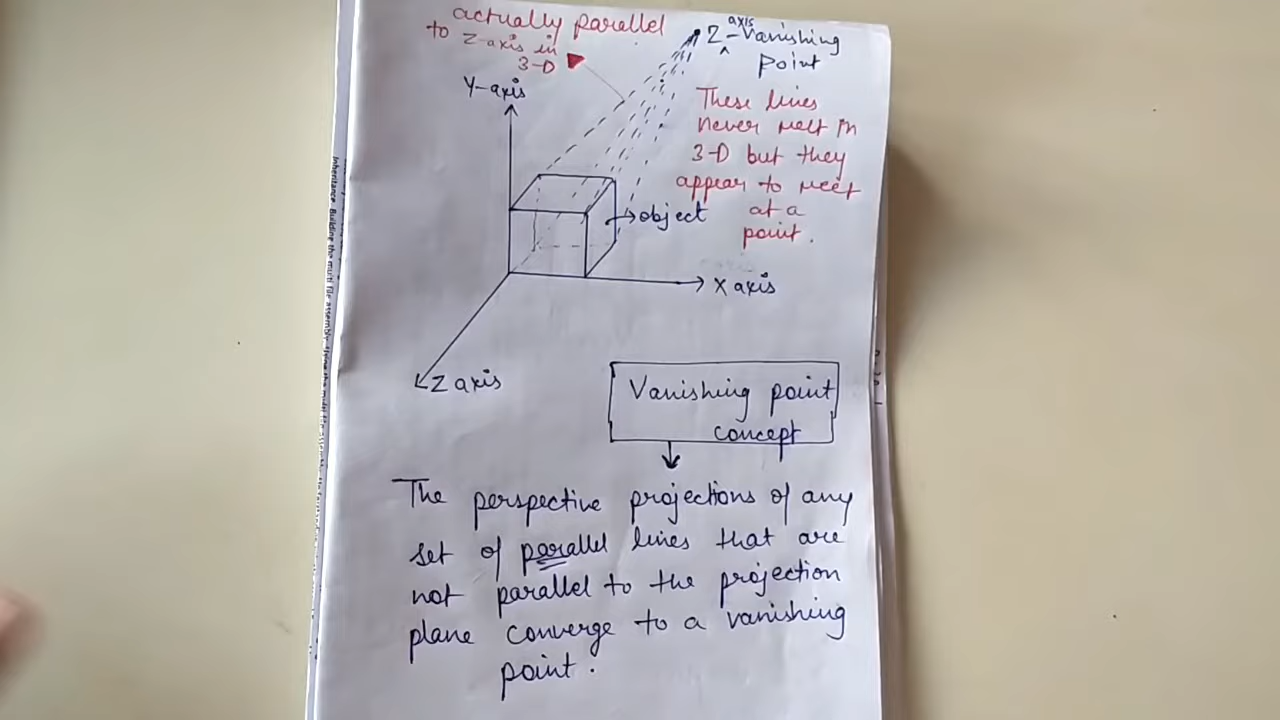 actually parallel
to Z-axis in
3-D
Z-axis Vanishing
Point
Y-axis
These lines
never meet in
3-D but they
appear to meet
at a
point.
object
X axis
Z axis
Vanishing point
concept
The perspective projections of any
set of parallel lines that are
not parallel to the projection
plane converge to a vanishing
point.